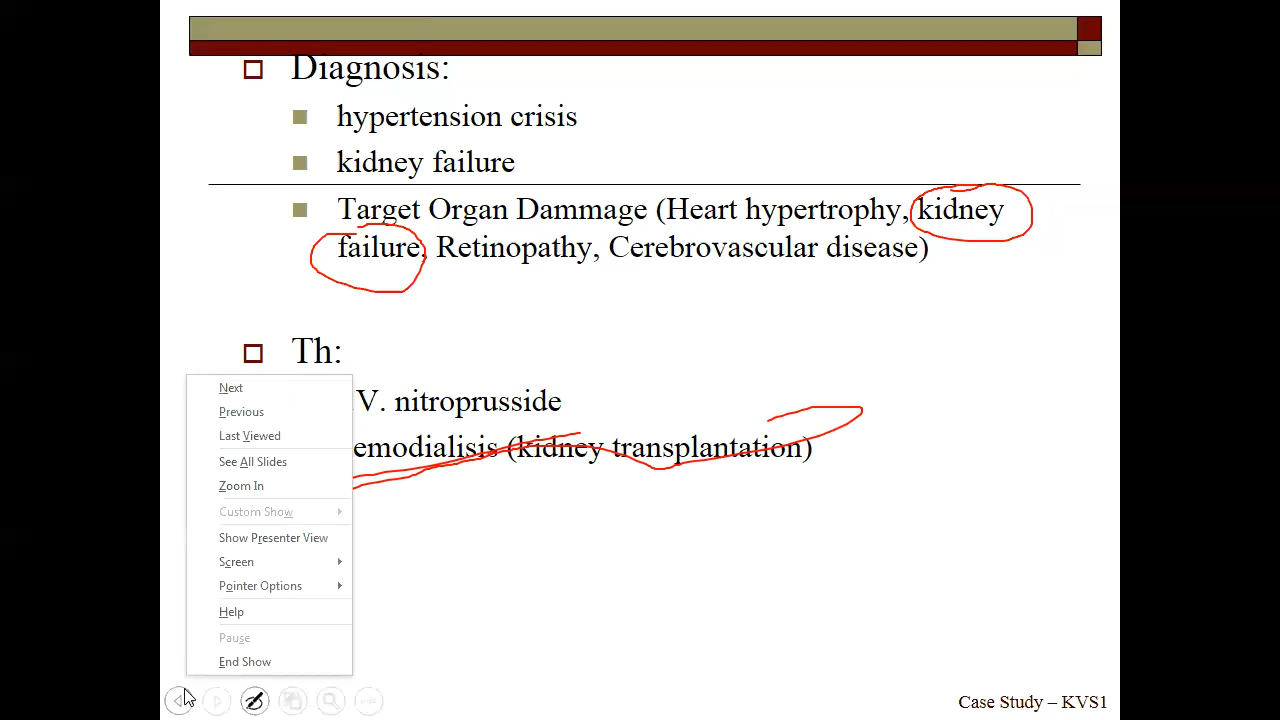 Diagnosis:
hypertension crisis
kidney failure
Target Organ Dammage (Heart hypertrophy, kidney
failure, Retinopathy, Cerebrovascular disease)
Th:
V. nitroprusside
emodialisis (kidney transplantation)
Next
Previous
Last Viewed
See All Slides
Zoom In
Custom Show
Show Presenter View
Screen
Pointer Options
Help
Pause
End Show
Case Study – KVS1